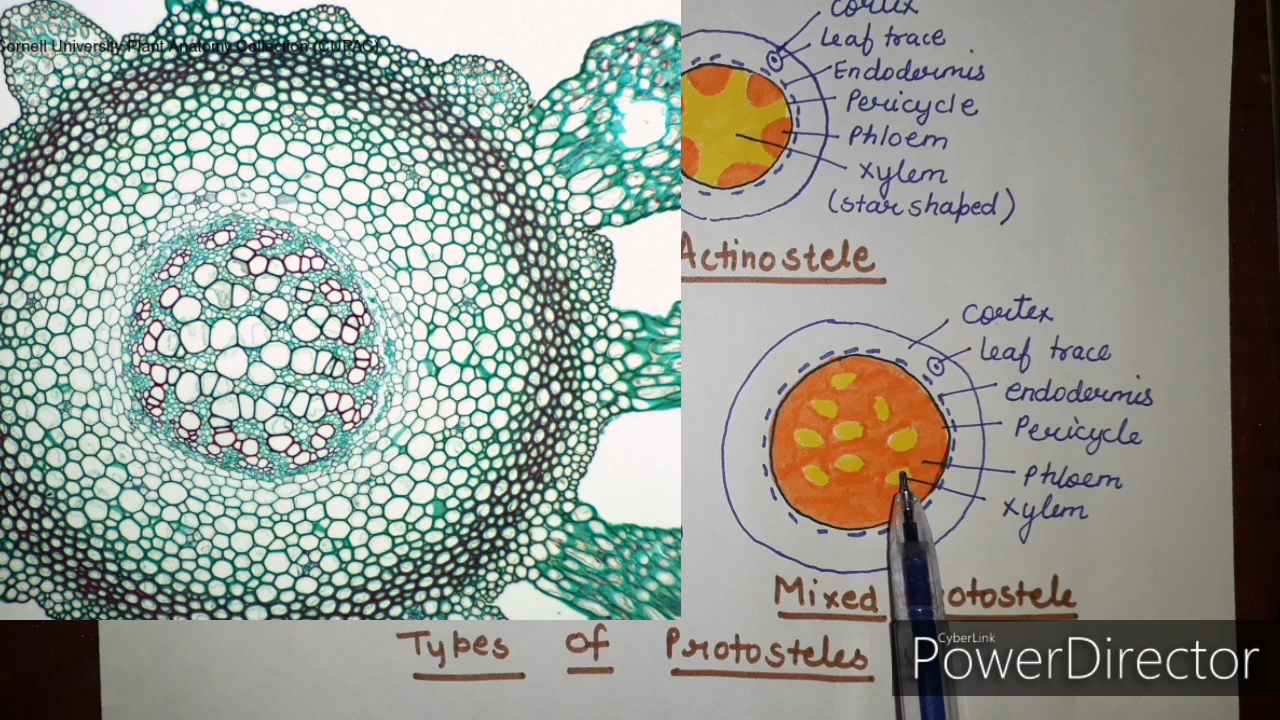 Cornell University Plant Anatomy Collection (CUPAC)
cortex
Leaf trace
Endodermis
Pericycle
Phloem
xylem
(star shaped)
Actinostele
cortex
Leaf trace
endodermis
Pericycle
Phloem
xylem
Mixed
Types of Protosteles
CyberLink
PowerDirector